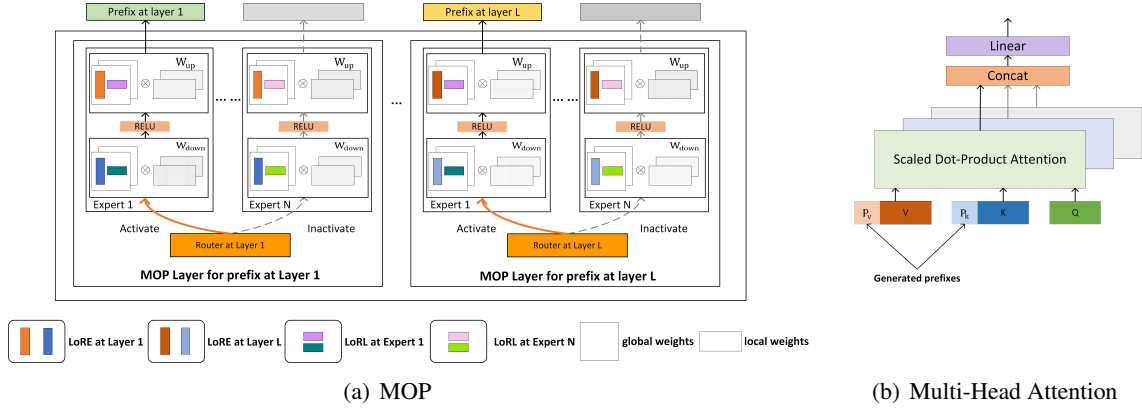 Prefix at layer 1
Prefix at layer L
W_up
RELU
W_down
Expert 1
... ...
W_up
RELU
W_down
Expert N
Activate
Inactivate
Router at Layer 1
MOP Layer for prefix at Layer 1
...
W_up
RELU
W_down
Expert 1
... ...
W_up
RELU
W_down
Expert N
Activate
Inactivate
Router at Layer L
MOP Layer for prefix at layer L
LoRE at Layer 1
LoRE at Layer L
LoRL at Expert 1
LoRL at Expert N
global weights
local weights
(a) MOP
Linear
Concat
Scaled Dot-Product Attention
P_v
V
P_k
K
Q
Generated prefixes
(b) Multi-Head Attention